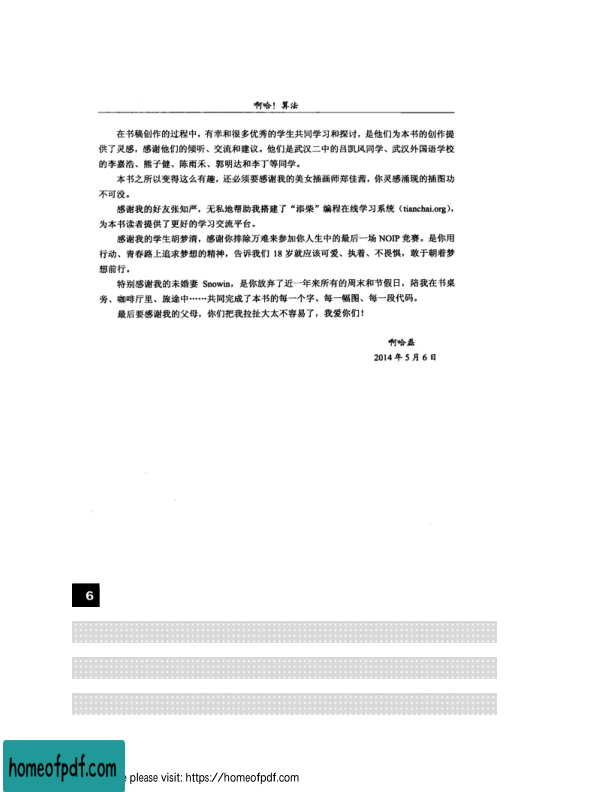 啊哈！算法
在书稿创作的过程中，有幸和很多优秀的学生共同学习和探讨，是他们为本书的创作提
供了灵感，感谢他们的倾听、交流和建议。他们是武汉二中的吕凯风同学、武汉外国语学校
的李嘉浩、熊子健、陈雨禾、郭明达和李丁等同学。
本书之所以变得这么有趣，还必须要感谢我的美女插画师郑佳茜，你灵感涌现的插图功
不可没。
感谢我的好友张知严，无私地帮助我搭建了“添柴”编程在线学习系统（tianchai.org），
为本书读者提供了更好的学习交流平台。
感谢我的学生胡梦清，感谢你排除万难来参加你人生中的最后一场 NOIP 竞赛。是你用
行动、青春路上追求梦想的精神，告诉我们 18 岁就应该可爱、执着、不畏惧，敢于朝着梦
想前行。
特别感谢我的未婚妻 Snowin，是你放弃了近一年来所有的周末和节假日，陪我在书桌
旁、咖啡厅里、旅途中……共同完成了本书的每一个字、每一幅图、每一段代码。
最后要感谢我的父母，你们把我拉扯大太不容易了，我爱你们！
啊哈磊
2014 年 5 月 6 日
6
homeofpdf.com
please visit: https://homeofpdf.com